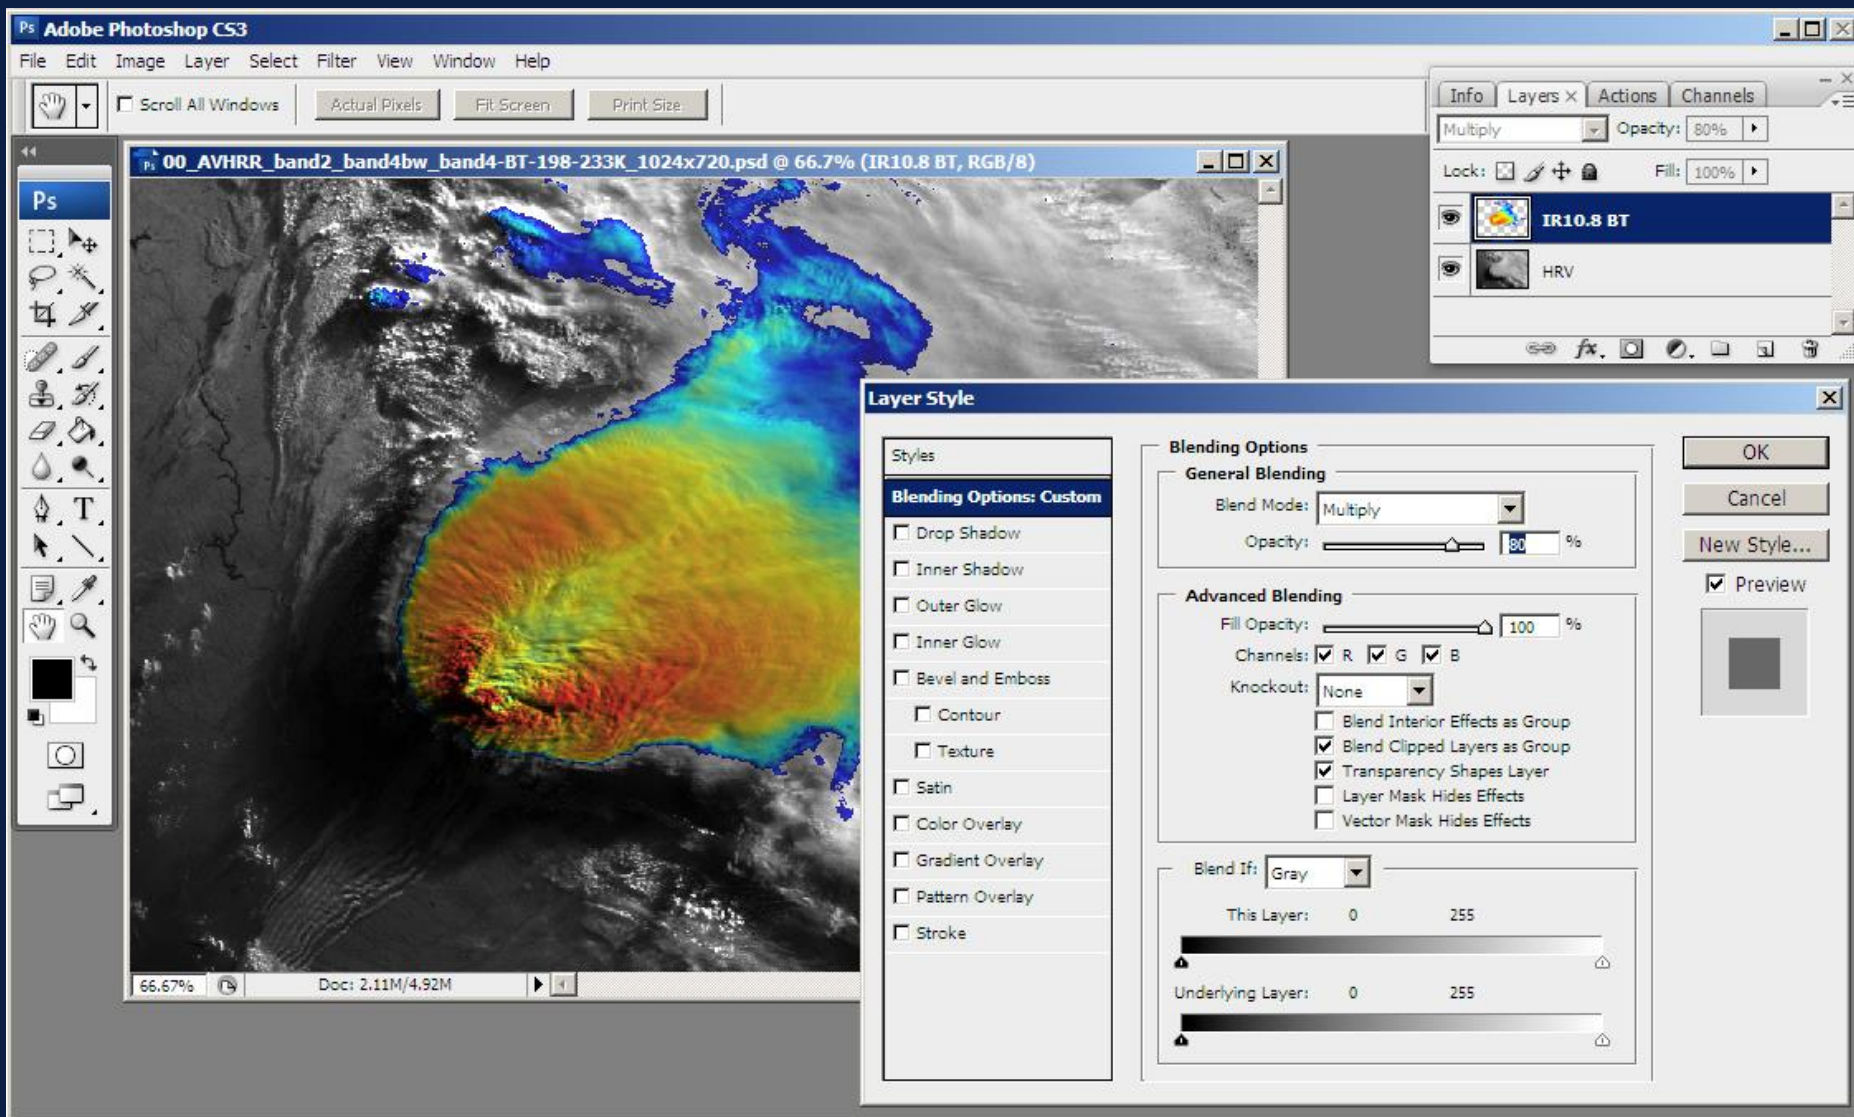 Ps Adobe Photoshop CS3
File Edit Image Layer Select Filter View Window Help
Scroll All Windows Actual Pixels Fit Screen Print Size
Info Layers × Actions Channels
Multiply Opacity: 80%
Lock: Fill: 100%
IR10.8 BT
HRV
Ps
00_AVHRR_band2_band4bw_band4-BT-198-233K_1024x720.psd @ 66.7% (IR10.8 BT, RGB/8)
T
66.67% Doc: 2.11M/4.92M
Layer Style
Styles
Blending Options: Custom
Drop Shadow
Inner Shadow
Outer Glow
Inner Glow
Bevel and Emboss
Contour
Texture
Satin
Color Overlay
Gradient Overlay
Pattern Overlay
Stroke
Blending Options
General Blending
Blend Mode: Multiply
Opacity: 80 %
Advanced Blending
Fill Opacity: 100 %
Channels: R G B
Knockout: None
Blend Interior Effects as Group
Blend Clipped Layers as Group
Transparency Shapes Layer
Layer Mask Hides Effects
Vector Mask Hides Effects
Blend If: Gray
This Layer: 0 255
Underlying Layer: 0 255
OK
Cancel
New Style...
Preview